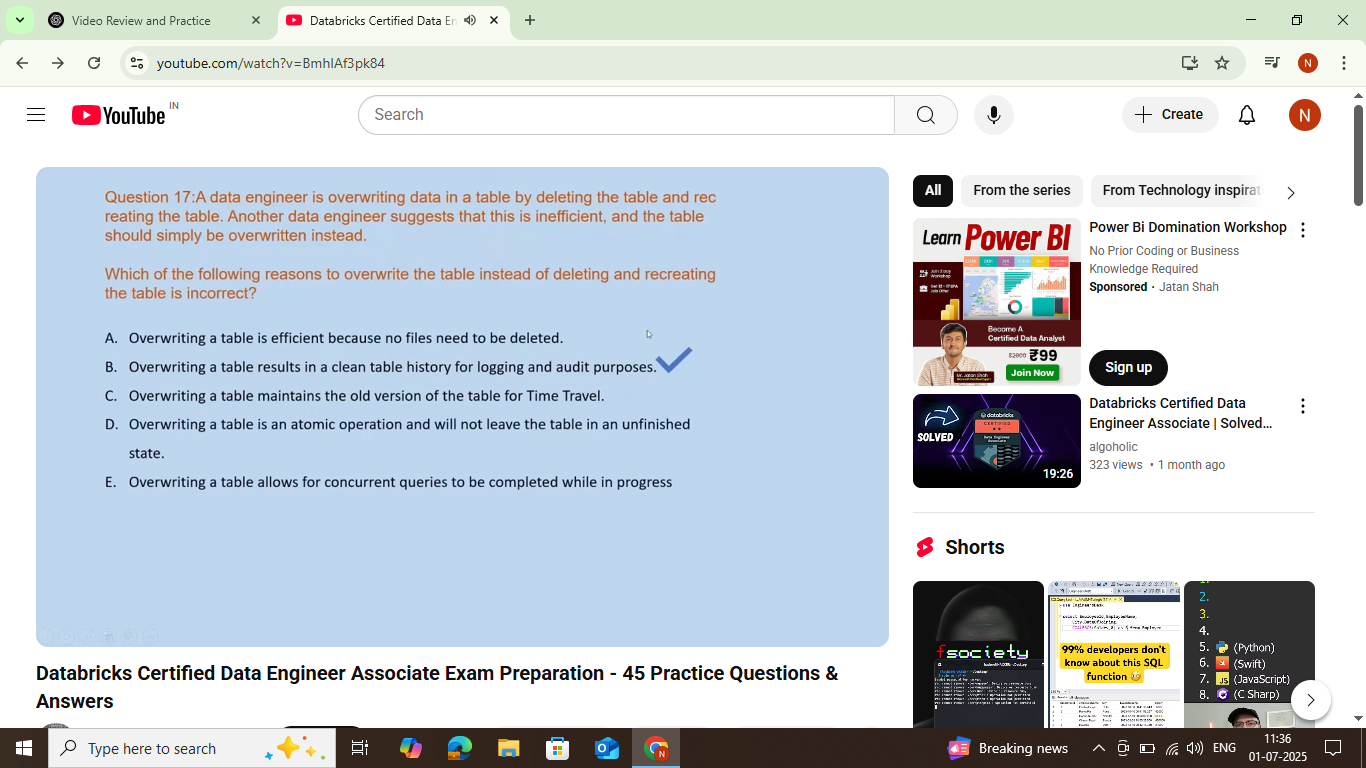 Video Review and Practice
Databricks Certified Data En
youtube.com/watch?v=BmhlAf3pk84
N
YouTube IN
Search
Create
N
Question 17:A data engineer is overwriting data in a table by deleting the table and rec
reating the table. Another data engineer suggests that this is inefficient, and the table
should simply be overwritten instead.
Which of the following reasons to overwrite the table instead of deleting and recreating
the table is incorrect?
A. Overwriting a table is efficient because no files need to be deleted.
B. Overwriting a table results in a clean table history for logging and audit purposes.
C. Overwriting a table maintains the old version of the table for Time Travel.
D. Overwriting a table is an atomic operation and will not leave the table in an unfinished
state.
E. Overwriting a table allows for concurrent queries to be completed while in progress
Databricks Certified Data Engineer Associate Exam Preparation - 45 Practice Questions &
Answers
All
From the series
From Technology inspirat
Learn Power BI
Become A
Certified Data Analyst
₹99
Join Now
Power Bi Domination Workshop
No Prior Coding or Business
Knowledge Required
Sponsored · Jatan Shah
Sign up
SOLVED
databricks
CERTIFIED
19:26
Databricks Certified Data
Engineer Associate | Solved...
algoholic
323 views • 1 month ago
Shorts
fsociety
99% developers don't
know about this SQL
function
2.
3.
4.
5. (Python)
6. (Swift)
7. JS (JavaScript)
8. (C Sharp)
Type here to search
Breaking news
ENG
11:36
01-07-2025